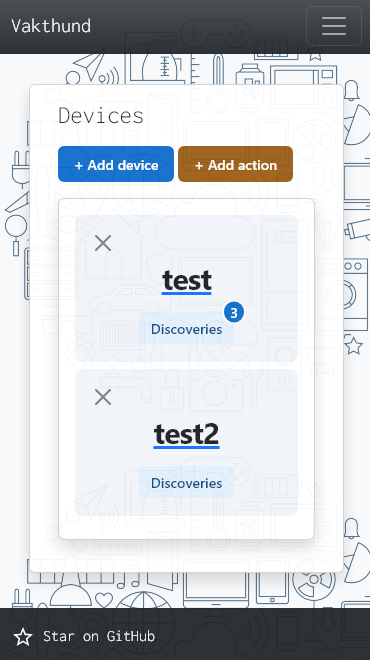 Vakthund
Devices
+ Add device
+ Add action
test
3
Discoveries
test2
Discoveries
Star on GitHub